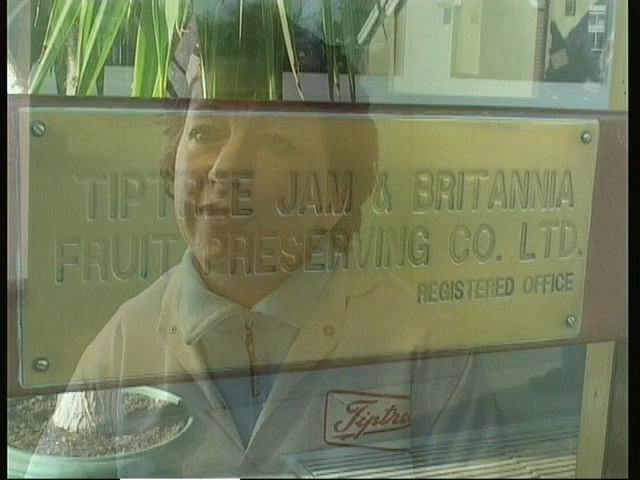 TIPTREE JAM & BRITANNIA
FRUIT PRESERVING CO. LTD.
REGISTERED OFFICE
Tiptree